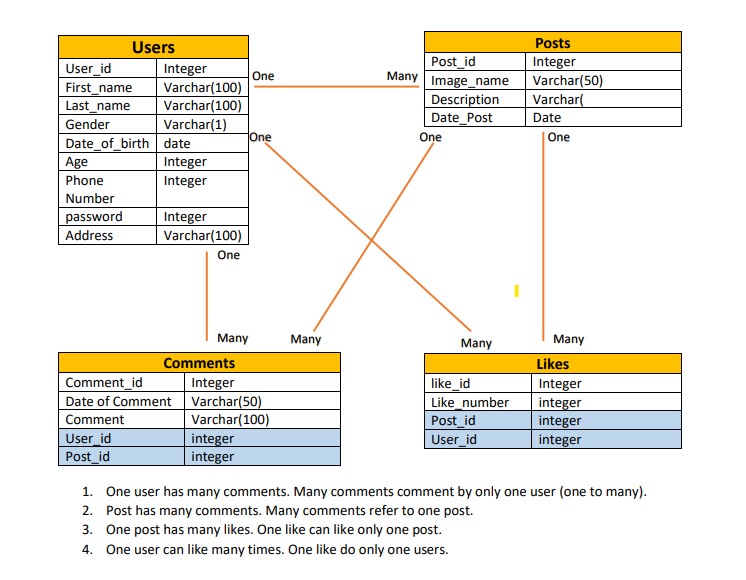 Users
User_id Integer
First_name Varchar(100)
Last_name Varchar(100)
Gender Varchar(1)
Date_of_birth date
Age Integer
Phone Integer
Number
password Integer
Address Varchar(100)
Posts
Post_id Integer
Image_name Varchar(50)
Description Varchar(
Date_Post Date
One
Many
One
One
One
One
Many
Many
Many
Many
Comments
Comment_id Integer
Date of Comment Varchar(50)
Comment Varchar(100)
User_id integer
Post_id integer
Likes
like_id Integer
Like_number integer
Post_id integer
User_id integer
1. One user has many comments. Many comments comment by only one user (one to many).
2. Post has many comments. Many comments refer to one post.
3. One post has many likes. One like can like only one post.
4. One user can like many times. One like do only one users.